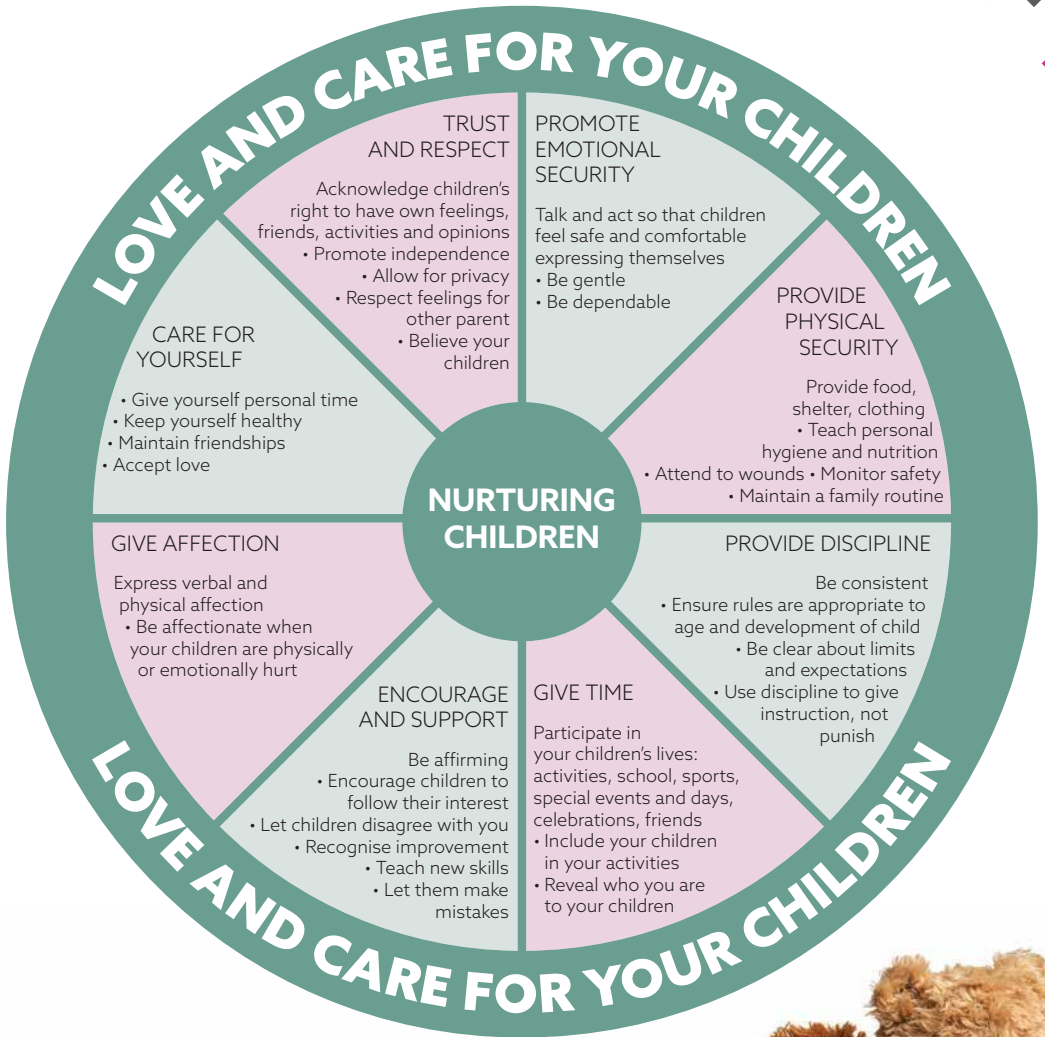 LOVE AND CARE FOR YOUR CHILDREN
TRUST
AND RESPECT
Acknowledge children's
right to have own feelings,
friends, activities and opinions
• Promote independence
• Allow for privacy
• Respect feelings for
other parent
• Believe your
children
PROMOTE
EMOTIONAL
SECURITY
Talk and act so that children
feel safe and comfortable
expressing themselves
• Be gentle
• Be dependable
PROVIDE
PHYSICAL
SECURITY
Provide food,
shelter, clothing
• Teach personal
hygiene and nutrition
• Attend to wounds • Monitor safety
• Maintain a family routine
PROVIDE DISCIPLINE
Be consistent
• Ensure rules are appropriate to
age and development of child
• Be clear about limits
and expectations
• Use discipline to give
instruction, not
punish
GIVE TIME
Participate in
your children's lives:
activities, school, sports,
special events and days,
celebrations, friends
• Include your children
in your activities
• Reveal who you are
to your children
ENCOURAGE
AND SUPPORT
Be affirming
• Encourage children to
follow their interest
• Let children disagree with you
• Recognise improvement
• Teach new skills
• Let them make
mistakes
GIVE AFFECTION
Express verbal and
physical affection
• Be affectionate when
your children are physically
or emotionally hurt
CARE FOR
YOURSELF
• Give yourself personal time
• Keep yourself healthy
• Maintain friendships
• Accept love
NURTURING
CHILDREN
LOVE AND CARE FOR YOUR CHILDREN